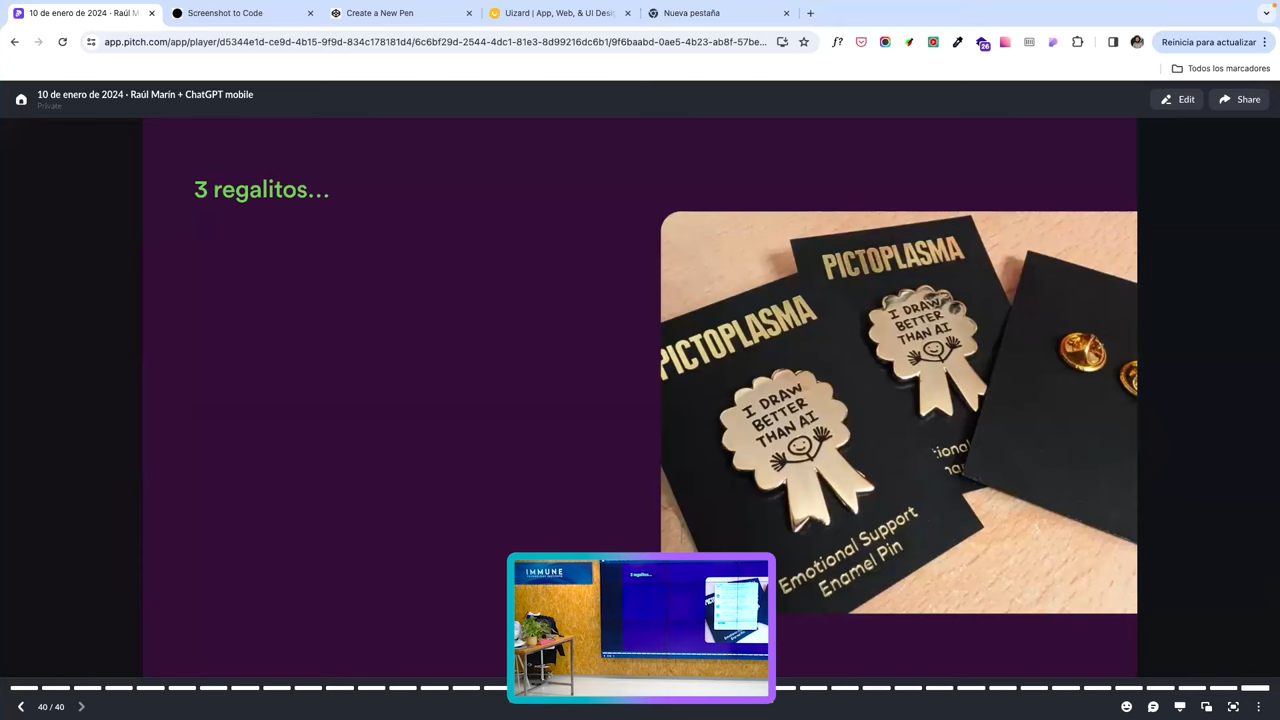 10 de enero de 2024 · Raúl M
Screenshot to Code
Create a New Pen
Uizard | App, Web, & UI Desig
Nueva pestaña
app.pitch.com/app/player/d5344e1d-ce9d-4b15-9f9d-834c178181d4/6c6bf29d-2544-4dc1-81e3-8d99216dc6b1/9f6baabd-0ae5-4b23-ab8f-57be...
f?
26
Reinicia para actualizar
Todos los marcadores
10 de enero de 2024 · Raúl Marín + ChatGPT mobile
Private
Edit
Share
3 regalitos...
PICTOPLASMA
I DRAW
BETTER
THAN AI
PICTOPLASMA
I DRAW
BETTER
THAN AI
Emotional Support
Enamel Pin
IMMUNE
3 regalitos...
40 / 40